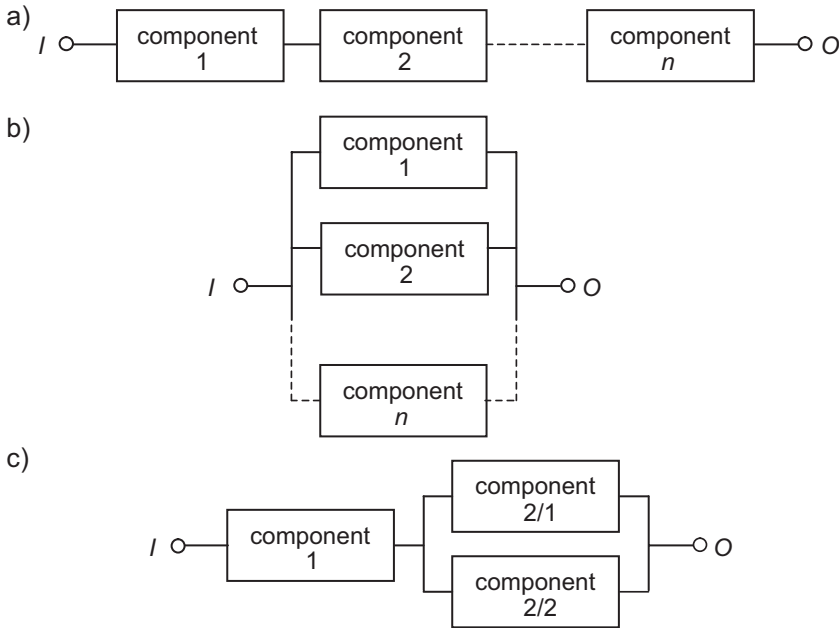 a)
I component 1 component 2 component n O
b)
component 1
component 2
I O
component n
c)
component 2/1
I component 1 O
component 2/2